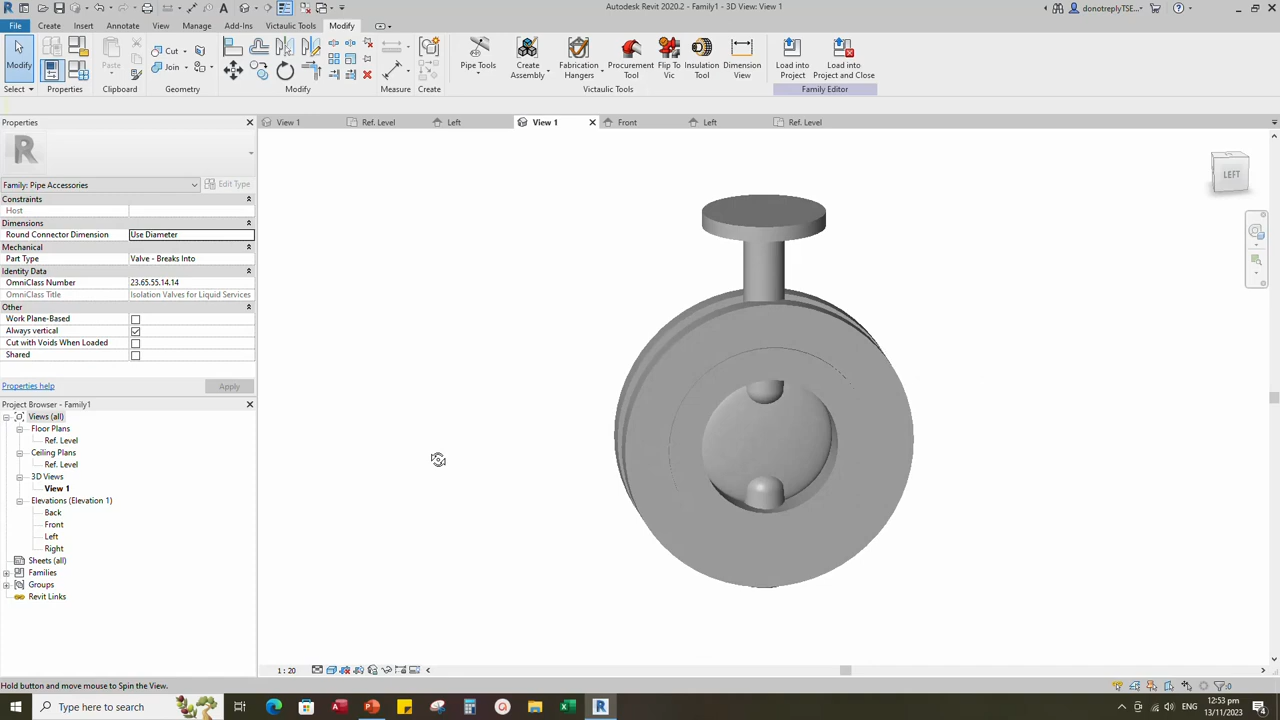 Autodesk Revit 2020.2 - Family1 - 3D View: View 1
donotreplyTSE...
File Create Insert Annotate View Manage Add-Ins Victaulic Tools Modify
Modify
Paste
Cut
Join
Pipe Tools
Create Assembly
Fabrication Hangers
Procurement Tool
Flip To Vic
Insulation Tool
Dimension View
Load into Project
Load into Project and Close
Select Properties Clipboard Geometry Modify Measure Create Victaulic Tools Family Editor
Properties
View 1 Ref. Level Left View 1 Front Left Ref. Level
LEFT
Family: Pipe Accessories Edit Type
Constraints
Host
Dimensions
Round Connector Dimension Use Diameter
Mechanical
Part Type Valve - Breaks Into
Identity Data
OmniClass Number 23.65.55.14.14
OmniClass Title Isolation Valves for Liquid Services
Other
Work Plane-Based
Always vertical
Cut with Voids When Loaded
Shared
Properties help Apply
Project Browser - Family1
Views (all)
Floor Plans
Ref. Level
Ceiling Plans
Ref. Level
3D Views
View 1
Elevations (Elevation 1)
Back
Front
Left
Right
Sheets (all)
Families
Groups
Revit Links
1 : 20
Hold button and move mouse to Spin the View.
:0
Type here to search
ENG
12:53 pm
13/11/2023